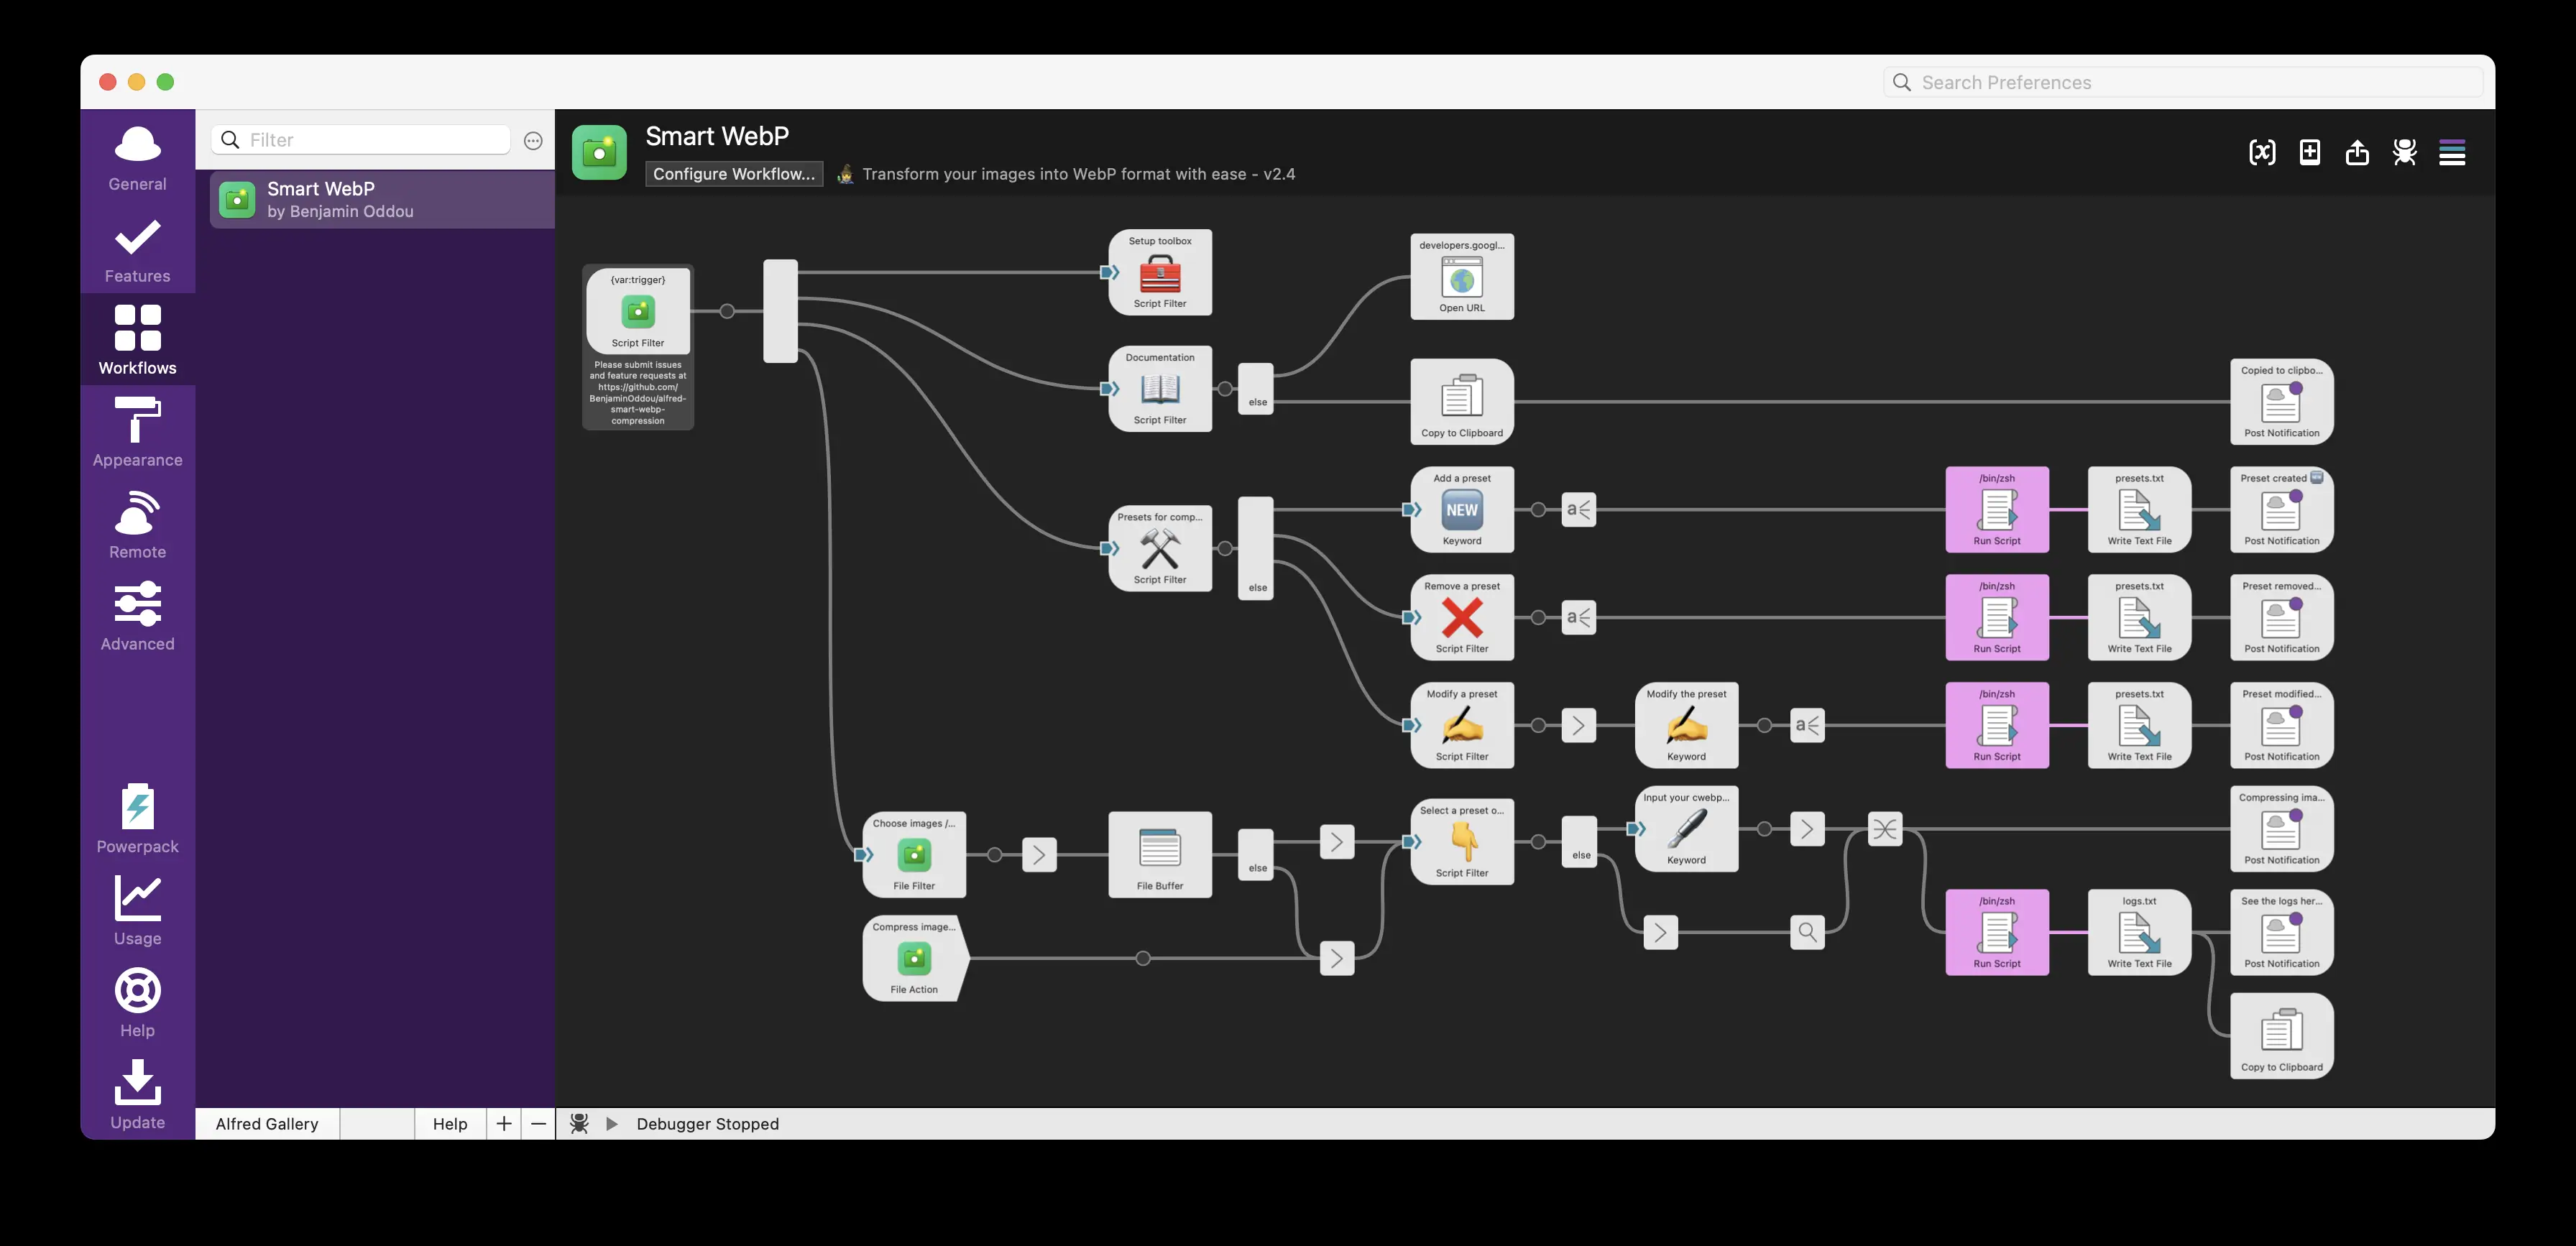 Search Preferences
General
Features
Workflows
Appearance
Remote
Advanced
Powerpack
Usage
Help
Update
Filter
Smart WebP
by Benjamin Oddou
Alfred Gallery
Help
Smart WebP
Configure Workflow...
Transform your images into WebP format with ease - v2.4
{var:trigger}
Script Filter
Please submit issues
and feature requests at
https://github.com/
BenjaminOddou/alfred-
smart-webp-
compression
Setup toolbox
Script Filter
developers.googl...
Open URL
Documentation
Script Filter
else
Copy to Clipboard
Copied to clipbo...
Post Notification
Presets for comp...
Script Filter
else
Add a preset
NEW
Keyword
a
/bin/zsh
Run Script
presets.txt
Write Text File
Preset created
Post Notification
Remove a preset
Script Filter
a
/bin/zsh
Run Script
presets.txt
Write Text File
Preset removed...
Post Notification
Modify a preset
Script Filter
Modify the preset
Keyword
a
/bin/zsh
Run Script
presets.txt
Write Text File
Preset modified...
Post Notification
Choose images /...
File Filter
File Buffer
else
Select a preset o...
Script Filter
else
Input your cwebp...
Keyword
Compressing ima...
Post Notification
Compress image...
File Action
/bin/zsh
Run Script
logs.txt
Write Text File
See the logs her...
Post Notification
Copy to Clipboard
Debugger Stopped